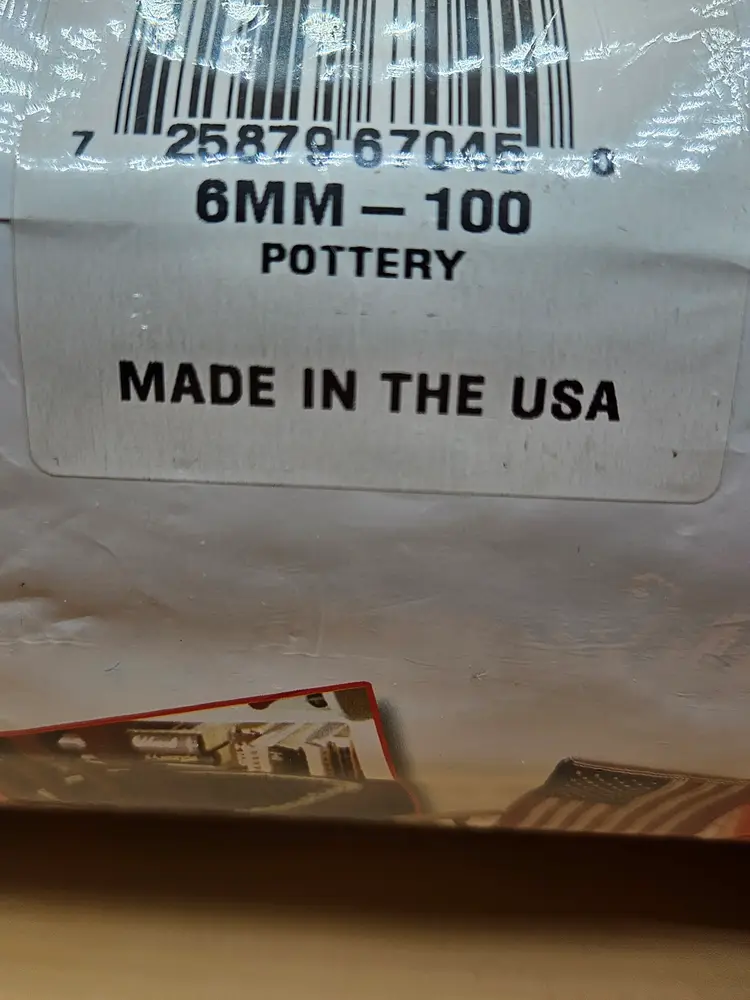 7 25879 67045 0
6MM – 100
POTTERY
MADE IN THE USA